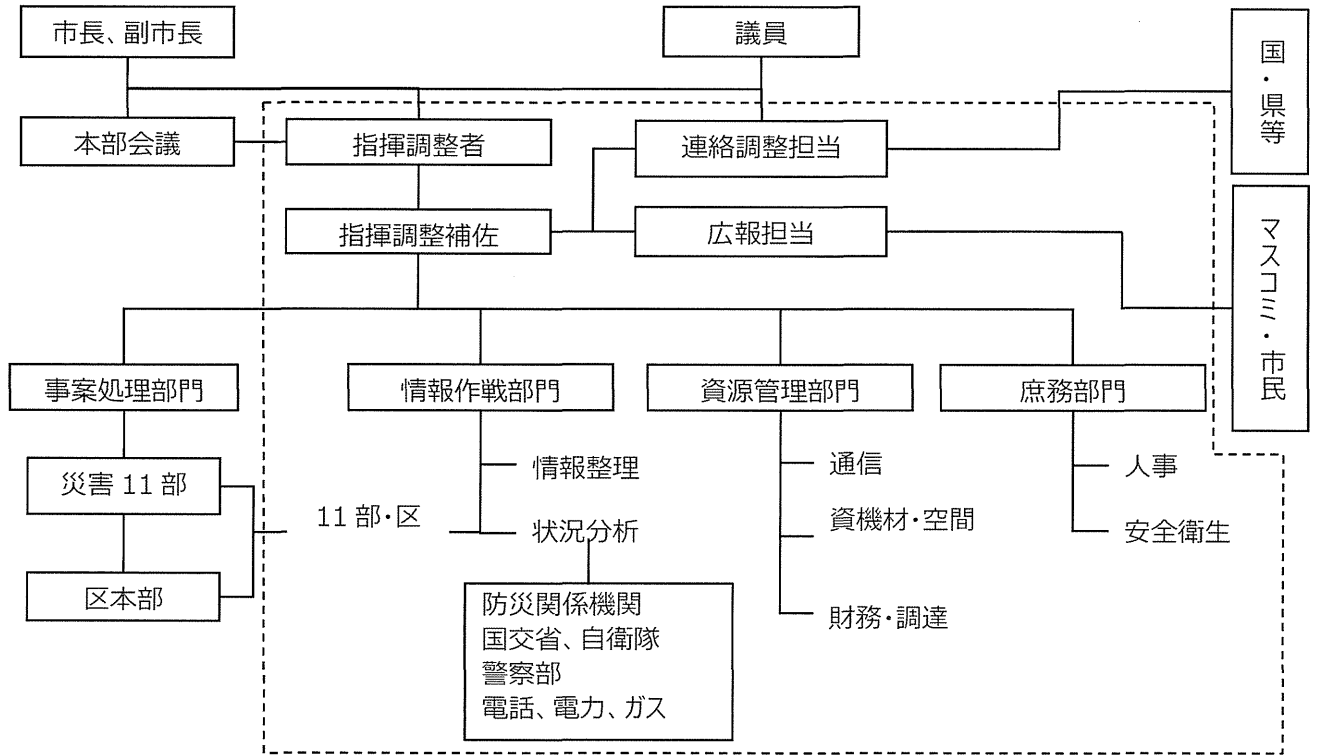 市長、副市長
議員
国・県等
本部会議
指揮調整者
連絡調整担当
指揮調整補佐
広報担当
マスコミ・市民
事案処理部門
情報作戦部門
資源管理部門
庶務部門
災害 11 部
情報整理
通信
人事
11 部・区
状況分析
資機材・空間
安全衛生
区本部
防災関係機関
国交省、自衛隊
警察部
電話、電力、ガス
財務・調達